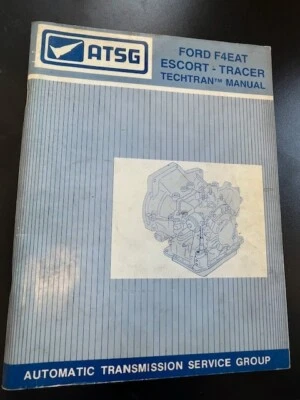 ATSG
FORD F4EAT
ESCORT - TRACER
TECHTRAN™ MANUAL
AUTOMATIC TRANSMISSION SERVICE GROUP